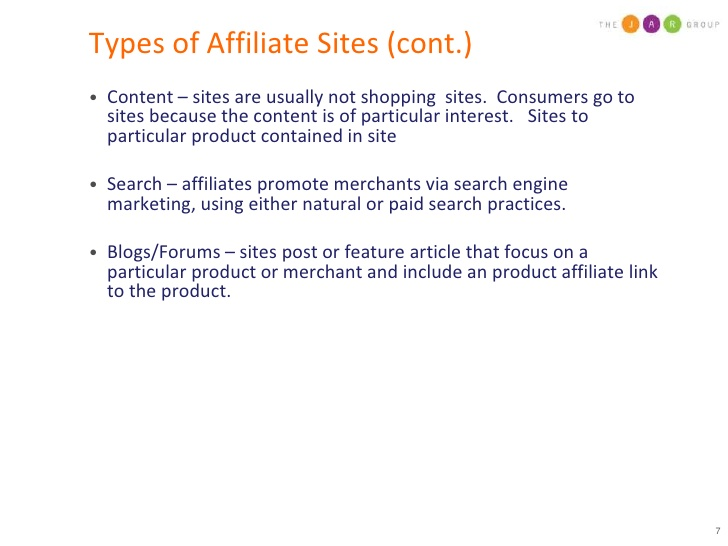 THE JAR GROUP
Types of Affiliate Sites (cont.)
• Content – sites are usually not shopping  sites.  Consumers go to
sites because the content is of particular interest.   Sites to
particular product contained in site
• Search – affiliates promote merchants via search engine
marketing, using either natural or paid search practices.
• Blogs/Forums – sites post or feature article that focus on a
particular product or merchant and include an product affiliate link
to the product.
7